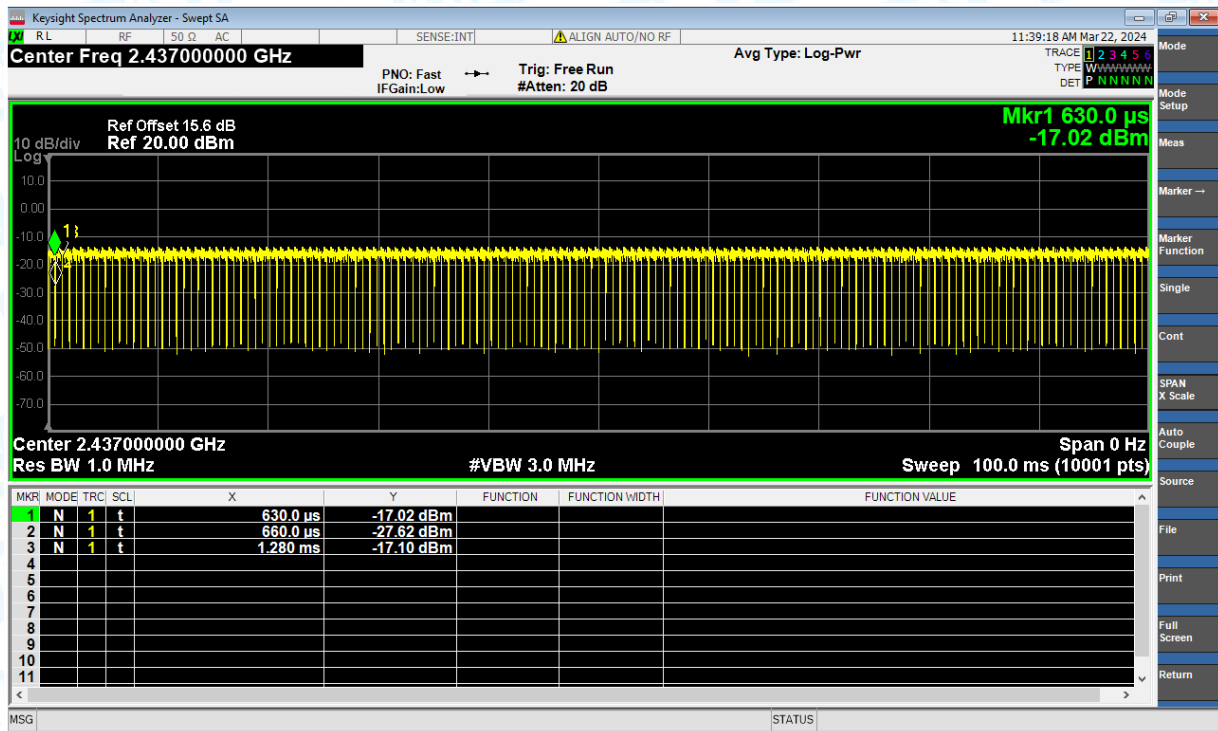 Keysight Spectrum Analyzer - Swept SA
LXI RL RF 50 Ω AC SENSE:INT ALIGN AUTO/NO RF 11:39:18 AM Mar 22, 2024
Center Freq 2.437000000 GHz Avg Type: Log-Pwr TRACE 1 2 3 4 5 6
PNO: Fast Trig: Free Run TYPE WWWWWW
IFGain:Low #Atten: 20 dB DET P N N N N N
Mkr1 630.0 µs
-17.02 dBm
Ref Offset 15.6 dB
10 dB/div Ref 20.00 dBm
Log
10.0
0.00
-10.0
1
3
-20.0
-30.0
-40.0
-50.0
-60.0
-70.0
Center 2.437000000 GHz Span 0 Hz
Res BW 1.0 MHz #VBW 3.0 MHz Sweep 100.0 ms (10001 pts)
MKR MODE TRC SCL X Y FUNCTION FUNCTION WIDTH FUNCTION VALUE
1 N 1 t 630.0 µs -17.02 dBm
2 N 1 t 660.0 µs -27.62 dBm
3 N 1 t 1.280 ms -17.10 dBm
4
5
6
7
8
9
10
11
MSG STATUS
Mode
Mode
Setup
Meas
Marker →
Marker
Function
Single
Cont
SPAN
X Scale
Auto
Couple
Source
File
Print
Full
Screen
Return